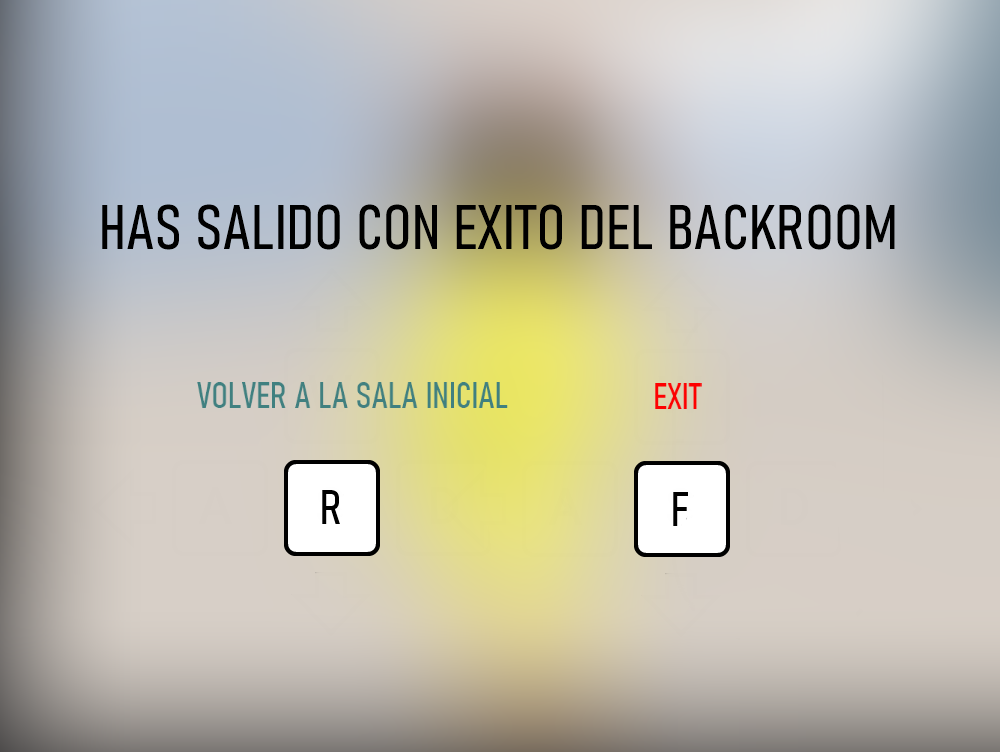 HAS SALIDO CON EXITO DEL BACKROOM
VOLVER A LA SALA INICIAL
EXIT
R
F